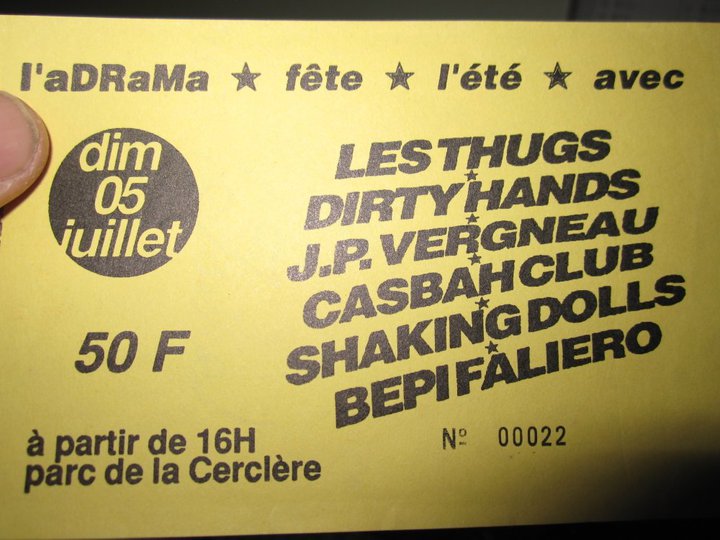 l'aDRaMa ★ fête ★ l'été ★ avec
dim
05
juillet
LES THUGS
DIRTY HANDS
J.P. VERGNEAU
CASBAH CLUB
SHAKING DOLLS
BEPI FALIERO
50 F
à partir de 16H
parc de la Cerclère
Nº 00022